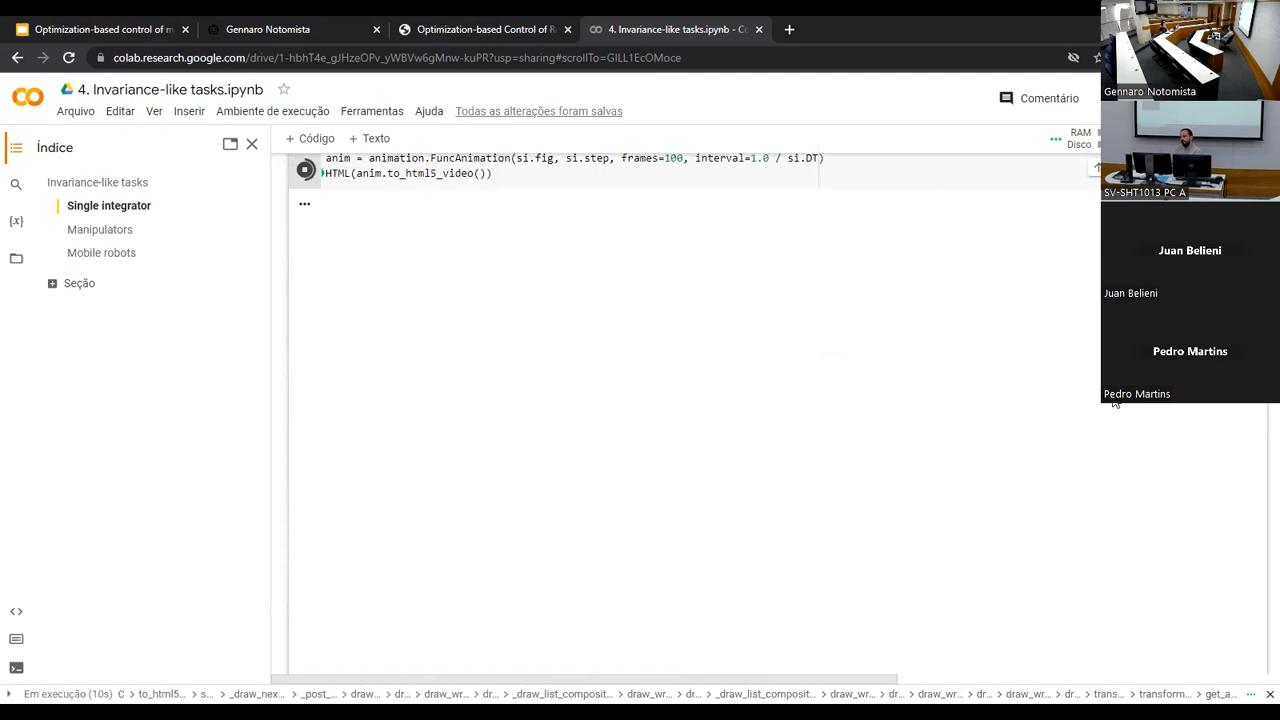 Optimization-based control of m
Gennaro Notomista
Optimization-based Control of R
4. Invariance-like tasks.ipynb - Co
colab.research.google.com/drive/1-hbhT4e_gJHzeOPv_yWBVw6gMnw-kuPR?usp=sharing#scrollTo=GILL1EcOMoce
Gennaro Notomista
4. Invariance-like tasks.ipynb
Arquivo Editar Ver Inserir Ambiente de execução Ferramentas Ajuda Todas as alterações foram salvas
Comentário
+ Código + Texto
RAM
Disco
Índice
Invariance-like tasks
Single integrator
Manipulators
Mobile robots
Seção
anim = animation.FuncAnimation(si.fig, si.step, frames=100, interval=1.0 / si.DT)
HTML(anim.to_html5_video())
...
SV-SHT1013 PC A
Juan Belieni
Juan Belieni
Pedro Martins
Pedro Martins
Em execução (10s) C to_html5... s... _draw_nex... _post_... draw... dr... draw_wr... dr... _draw_list_composit... draw_wr... dr... _draw_list_composit... draw_wr... dr... draw_wr... dr... draw_wr... dr... trans... transform... get_a...